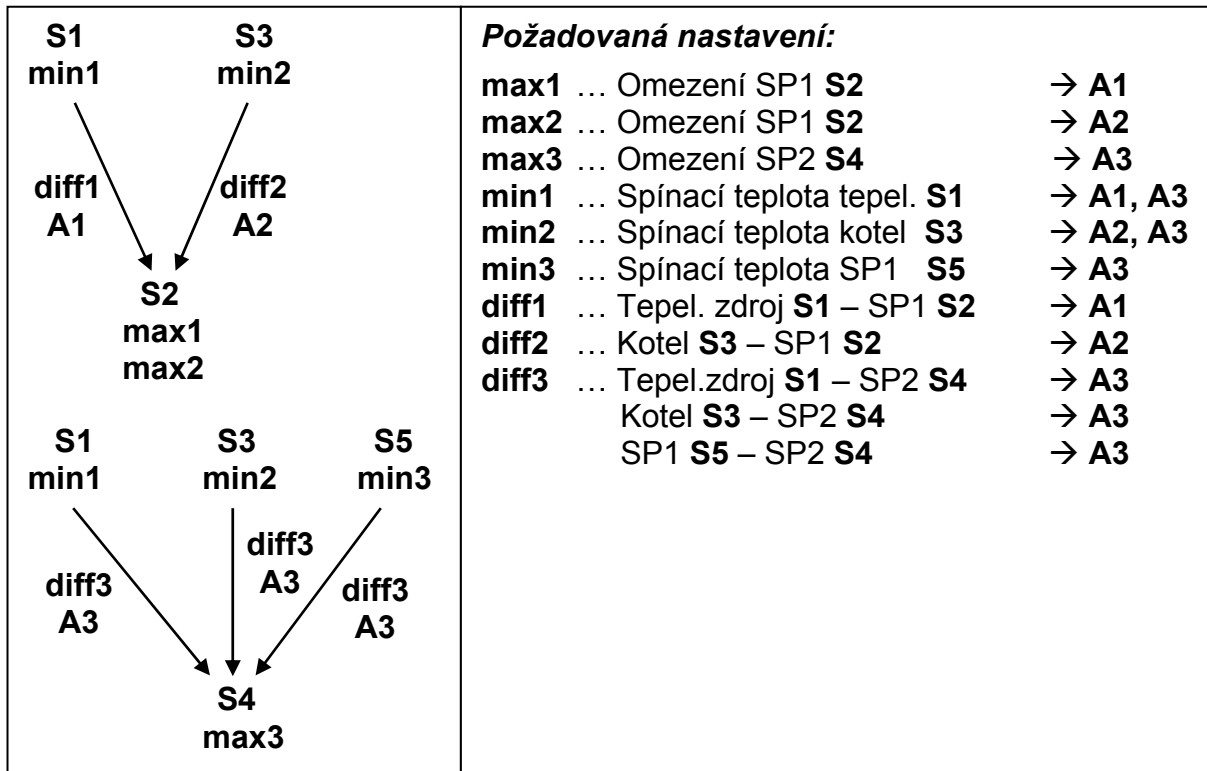 S1 S3
min1 min2
diff1 diff2
A1 A2
S2
max1
max2
S1 S3 S5
min1 min2 min3
diff3
A3
diff3 diff3
A3 A3
S4
max3
Požadovaná nastavení:
max1 … Omezení SP1 S2 → A1
max2 … Omezení SP1 S2 → A2
max3 … Omezení SP2 S4 → A3
min1 … Spínací teplota tepel. S1 → A1, A3
min2 … Spínací teplota kotel S3 → A2, A3
min3 … Spínací teplota SP1 S5 → A3
diff1 … Tepel. zdroj S1 – SP1 S2 → A1
diff2 … Kotel S3 – SP1 S2 → A2
diff3 … Tepel.zdroj S1 – SP2 S4 → A3
Kotel S3 – SP2 S4 → A3
SP1 S5 – SP2 S4 → A3